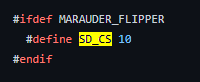 #ifdef MARAUDER_FLIPPER
  #define SD_CS 10
#endif